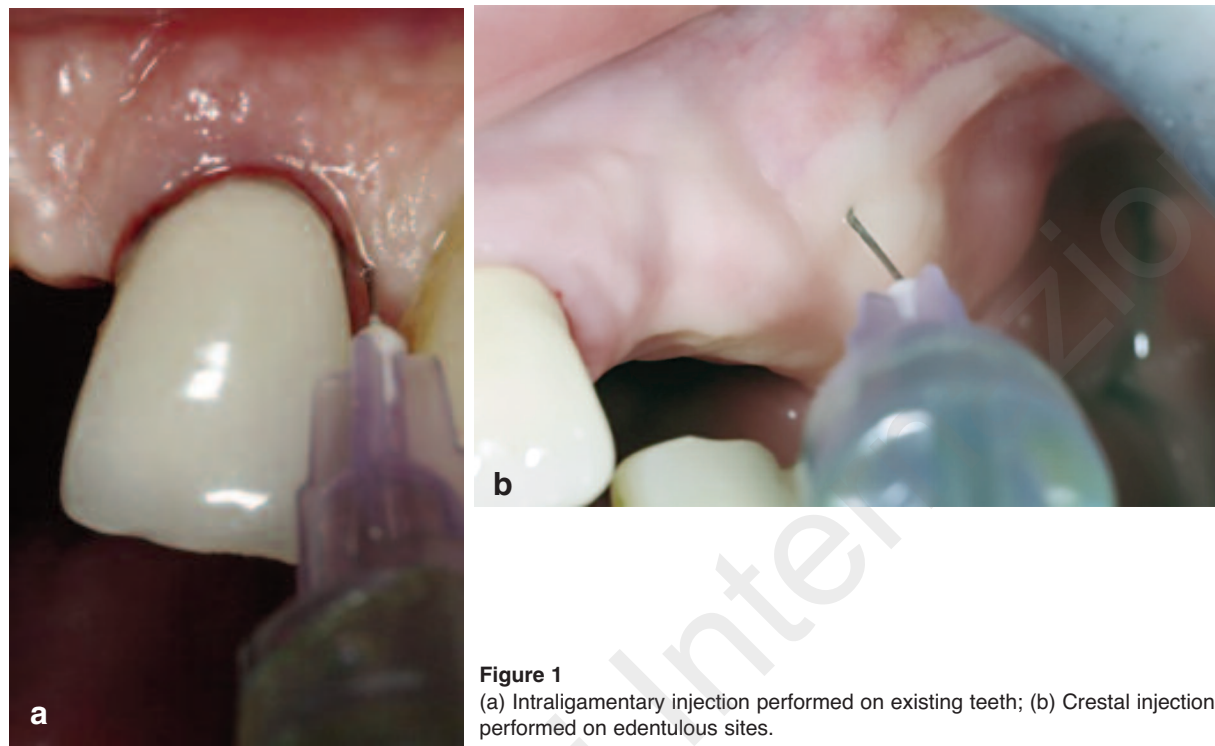 a
b
Figure 1
(a) Intraligamentary injection performed on existing teeth; (b) Crestal injection
performed on edentulous sites.